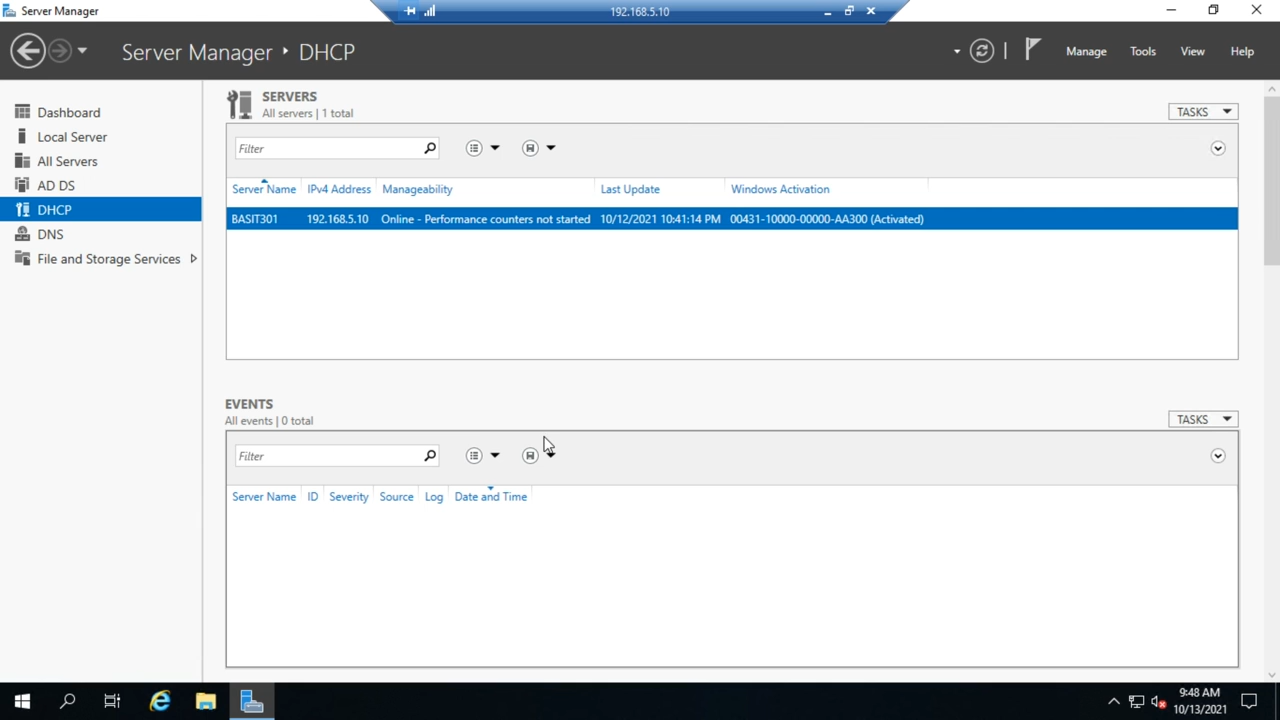 Server Manager
192.168.5.10
Server Manager ‣ DHCP
Manage Tools View Help
Dashboard
Local Server
All Servers
AD DS
DHCP
DNS
File and Storage Services
SERVERS
All servers | 1 total
TASKS
Filter
Server Name IPv4 Address Manageability Last Update Windows Activation
BASIT301 192.168.5.10 Online - Performance counters not started 10/12/2021 10:41:14 PM 00431-10000-00000-AA300 (Activated)
EVENTS
All events | 0 total
TASKS
Filter
Server Name ID Severity Source Log Date and Time
9:48 AM
10/13/2021